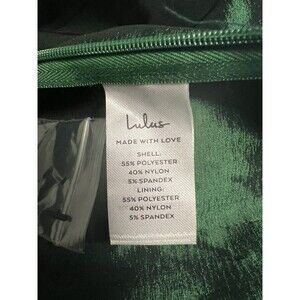 Lulus
MADE WITH LOVE
SHELL:
55% POLYESTER
40% NYLON
5% SPANDEX
LINING:
55% POLYESTER
40% NYLON
5% SPANDEX